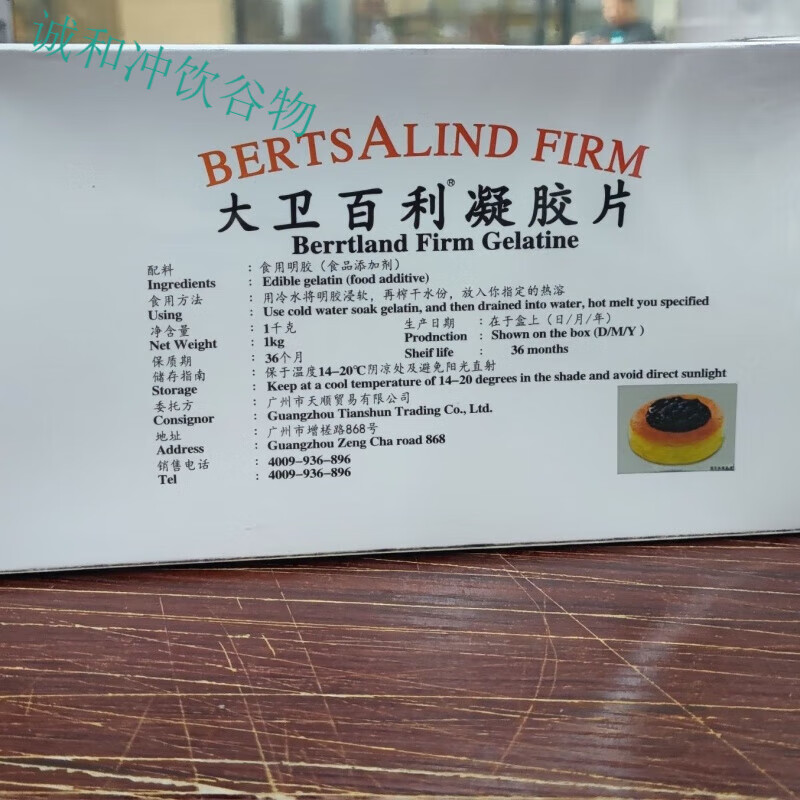 诚和冲饮谷物
BERTSALIND FIRM
大卫百利®凝胶片
Berrtland Firm Gelatine
配料 : 食用明胶（食品添加剂）
Ingredients : Edible gelatin (food additive)
食用方法 : 用冷水将明胶浸软，再榨干水份，放入你指定的热溶
Using : Use cold water soak gelatin, and then drained into water, hot melt you specified
净含量 : 1千克 生产日期 : 在于盒上（日/月/年）
Net Weight : 1kg Prodnction : Shown on the box (D/M/Y )
保质期 : 36个月 Sheif life : 36 months
储存指南 : 保于温度14-20℃阴凉处及避免阳光直射
Storage : Keep at a cool temperature of 14-20 degrees in the shade and avoid direct sunlight
委托方 : 广州市天顺貿易有限公司
Consignor : Guangzhou Tianshun Trading Co., Ltd.
地址 : 广州市增槎路868号
Address : Guangzhou Zeng Cha road 868
销售电话 : 4009-936-896
Tel : 4009-936-896